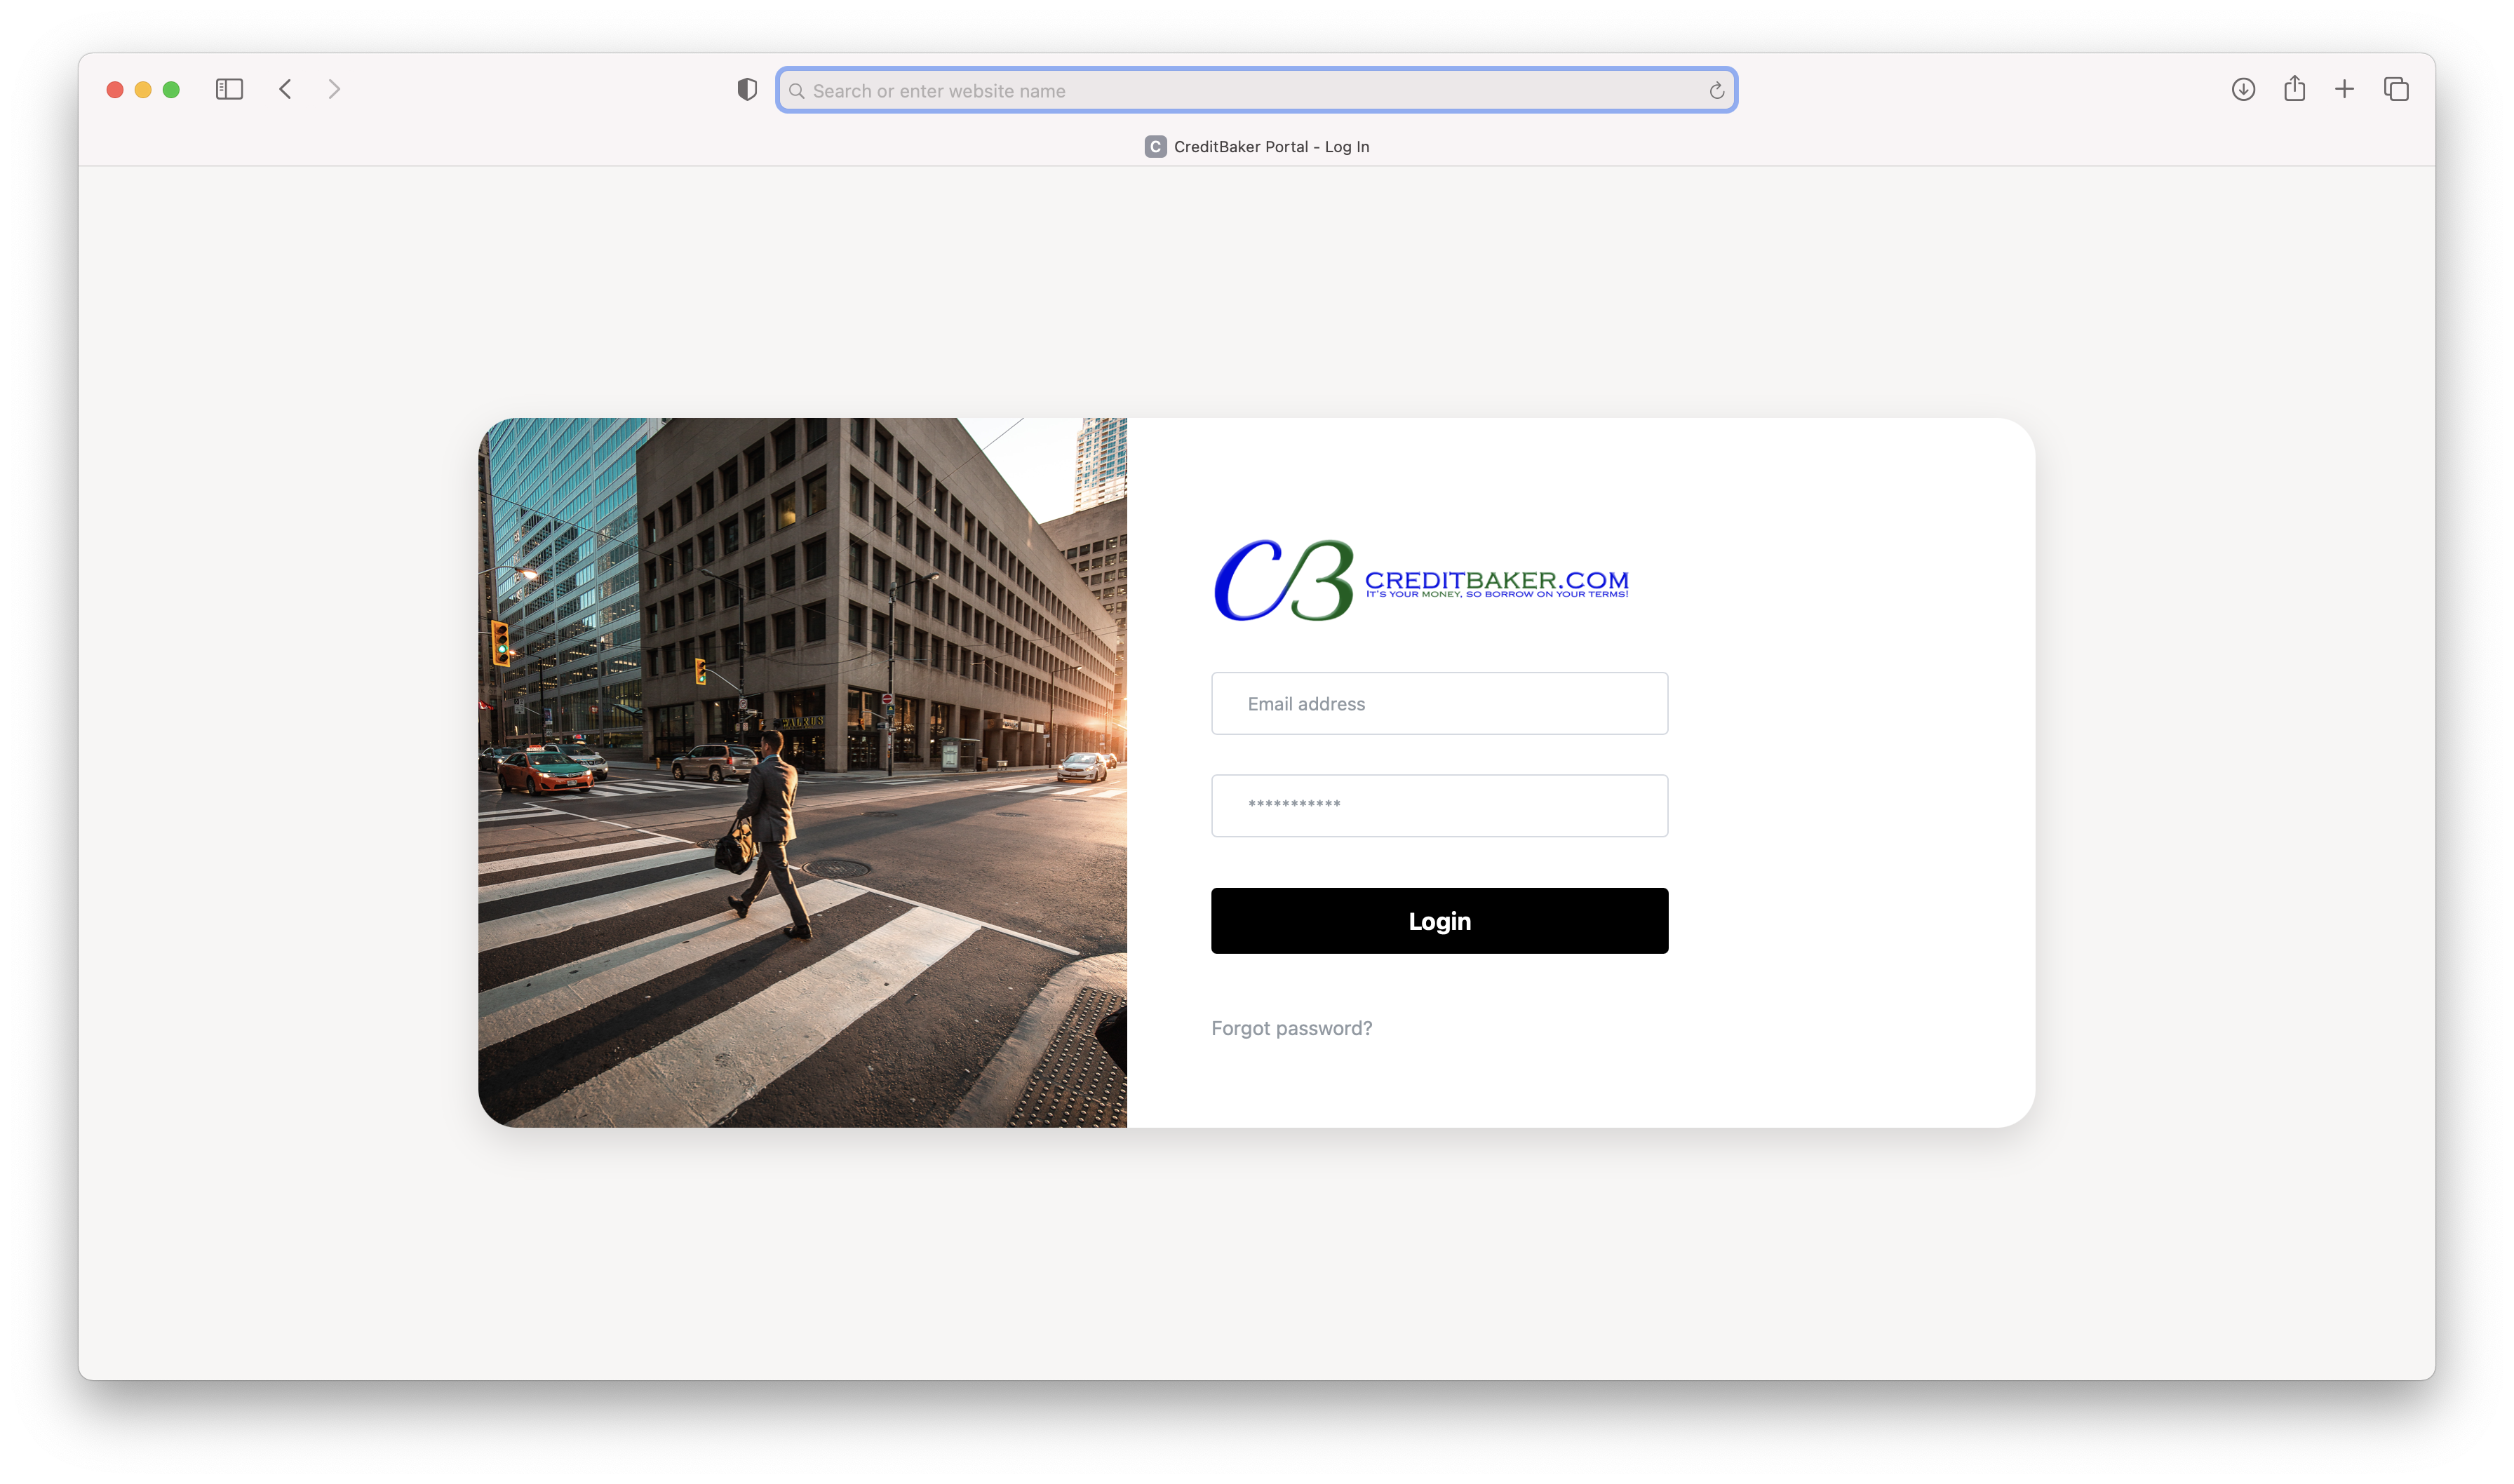 Search or enter website name
C CreditBaker Portal - Log In
WALRUS
CB
CREDITBAKER.COM
IT'S YOUR MONEY, SO BORROW ON YOUR TERMS!
Email address
***********
Login
Forgot password?